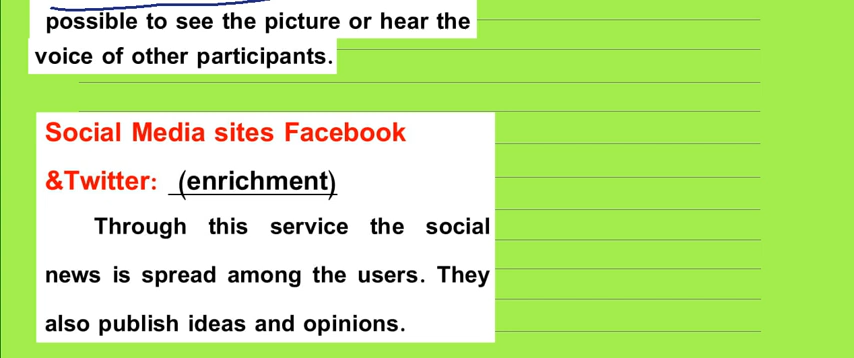 possible to see the picture or hear the
voice of other participants.
Social Media sites Facebook
&Twitter: (enrichment)
Through this service the social
news is spread among the users. They
also publish ideas and opinions.